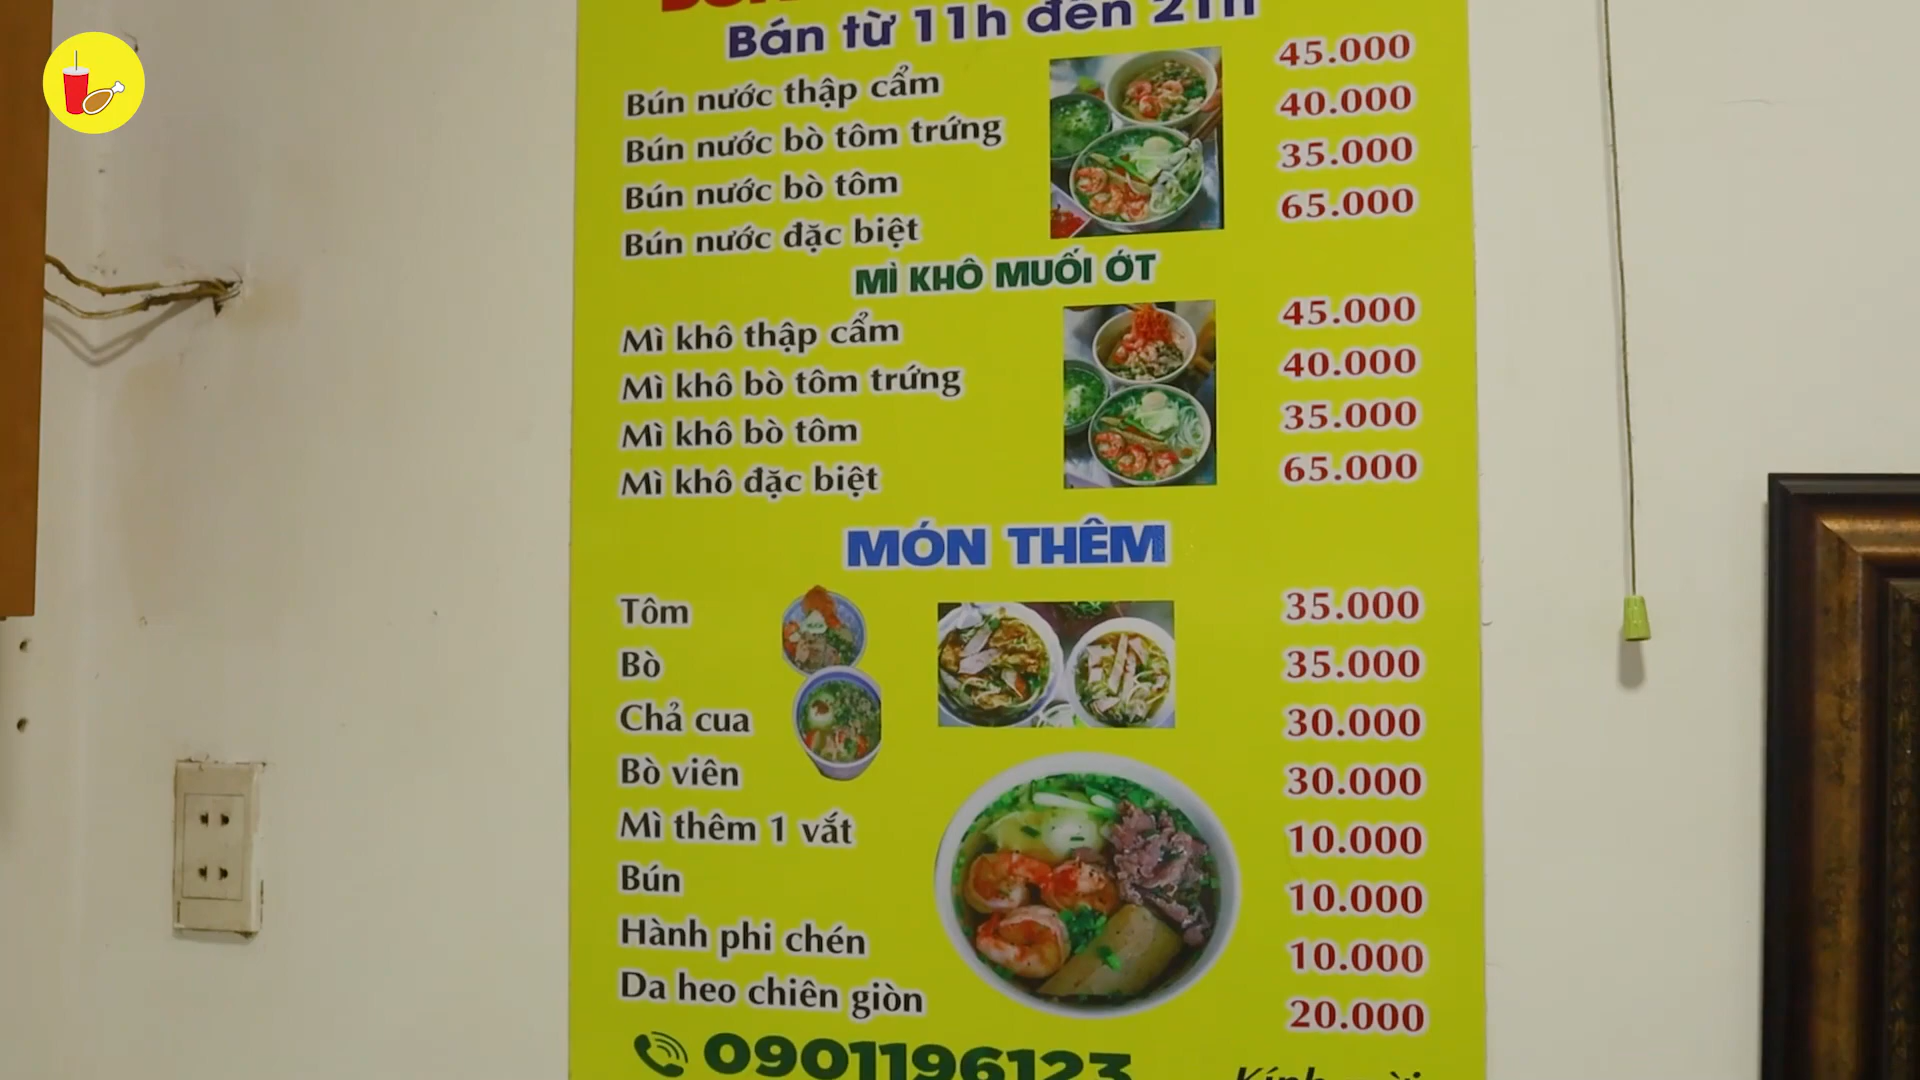 Bán từ 11h đến 21h
Bún nước thập cẩm 45.000
Bún nước bò tôm trứng 40.000
Bún nước bò tôm 35.000
Bún nước đặc biệt 65.000
MÌ KHÔ MUỐI ỚT
Mì khô thập cẩm 45.000
Mì khô bò tôm trứng 40.000
Mì khô bò tôm 35.000
Mì khô đặc biệt 65.000
MÓN THÊM
Tôm 35.000
Bò 35.000
Chả cua 30.000
Bò viên 30.000
Mì thêm 1 vắt 10.000
Bún 10.000
Hành phi chén 10.000
Da heo chiên giòn 20.000
0901196123